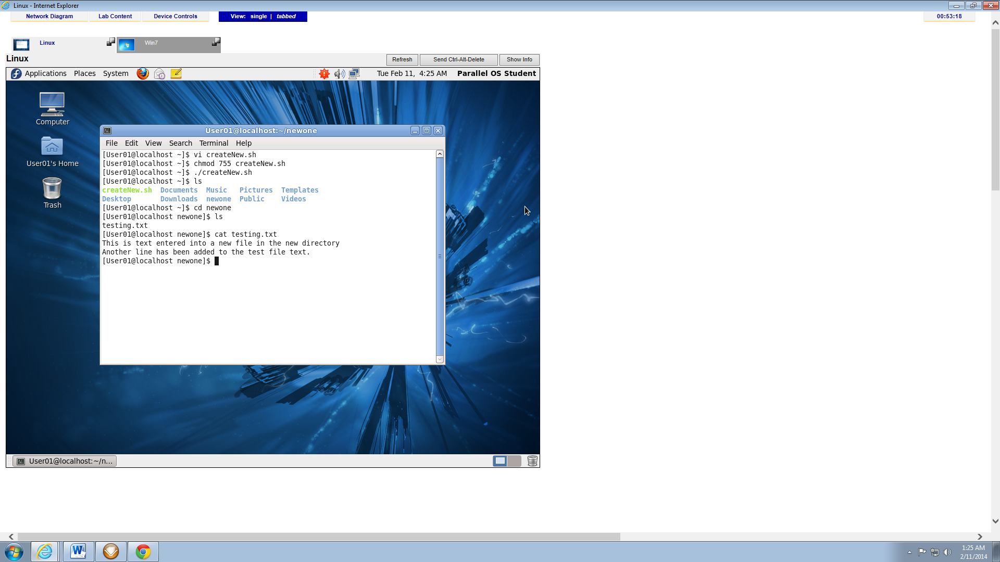 Linux - Internet Explorer
Network Diagram Lab Content Device Controls View: single | tabbed 00:53:18
Linux Win7
Linux Refresh Send Ctrl-Alt-Delete Show Info
Applications Places System Tue Feb 11, 4:25 AM Parallel OS Student
Computer
User01's Home
Trash
User01@localhost:~/newone
File Edit View Search Terminal Help
[User01@localhost ~]$ vi createNew.sh
[User01@localhost ~]$ chmod 755 createNew.sh
[User01@localhost ~]$ ./createNew.sh
[User01@localhost ~]$ ls
createNew.sh Documents Music Pictures Templates
Desktop Downloads newone Public Videos
[User01@localhost ~]$ cd newone
[User01@localhost newone]$ ls
testing.txt
[User01@localhost newone]$ cat testing.txt
This is text entered into a new file in the new directory
Another line has been added to the test file text.
[User01@localhost newone]$
User01@localhost:~/n...
1:25 AM
2/11/2014